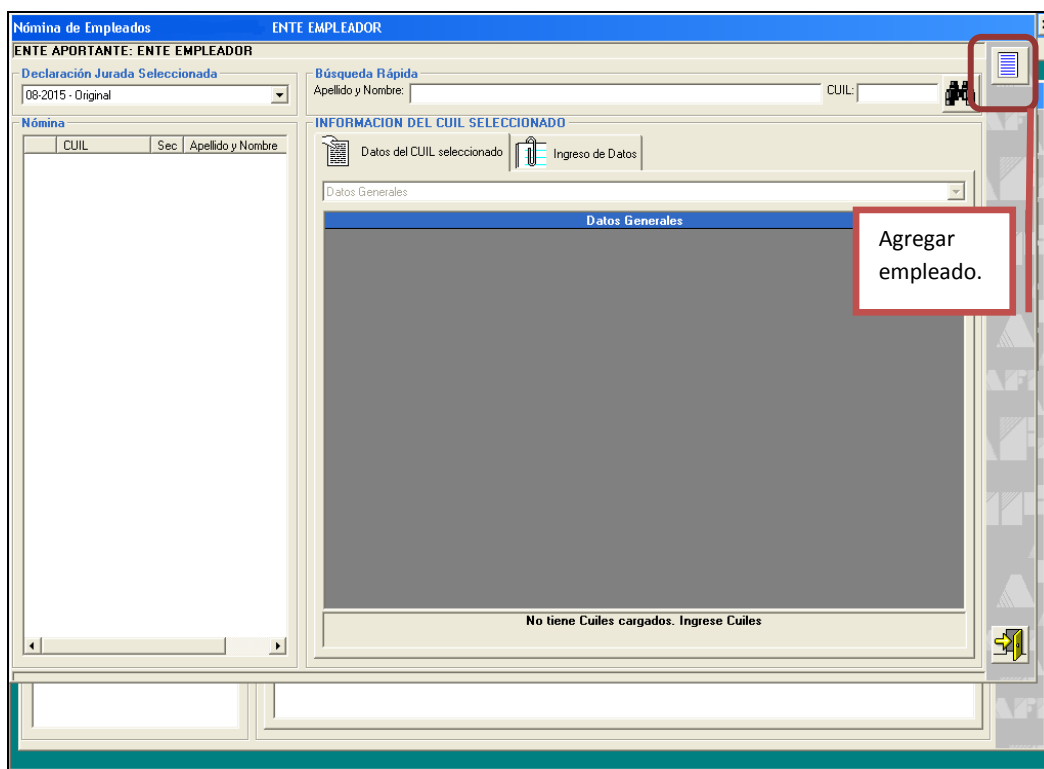 Nómina de Empleados ENTE EMPLEADOR
ENTE APORTANTE: ENTE EMPLEADOR
Declaración Jurada Seleccionada
08-2015 - Original
Búsqueda Rápida
Apellido y Nombre: CUIL:
Nómina
CUIL Sec Apellido y Nombre
INFORMACION DEL CUIL SELECCIONADO
Datos del CUIL seleccionado Ingreso de Datos
Datos Generales
Datos Generales
Agregar
empleado.
No tiene Cuiles cargados. Ingrese Cuiles